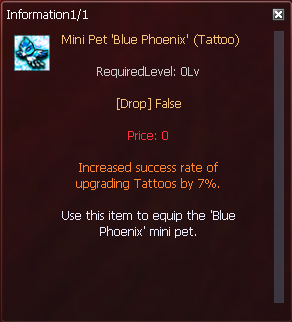 Information1/1
Mini Pet 'Blue Phoenix' (Tattoo)
RequiredLevel: 0Lv
[Drop] False
Price: 0
Increased success rate of
upgrading Tattoos by 7%.
Use this item to equip the 'Blue
Phoenix' mini pet.